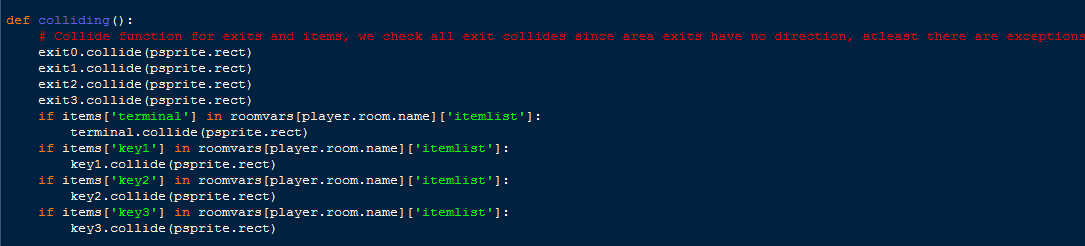 def colliding():
    # Collide function for exits and items, we check all exit collides since area exits have no direction, atleast there are exceptions
    exit0.collide(psprite.rect)
    exit1.collide(psprite.rect)
    exit2.collide(psprite.rect)
    exit3.collide(psprite.rect)
    if items['terminal'] in roomvars[player.room.name]['itemlist']:
        terminal.collide(psprite.rect)
    if items['key1'] in roomvars[player.room.name]['itemlist']:
        key1.collide(psprite.rect)
    if items['key2'] in roomvars[player.room.name]['itemlist']:
        key2.collide(psprite.rect)
    if items['key3'] in roomvars[player.room.name]['itemlist']:
        key3.collide(psprite.rect)